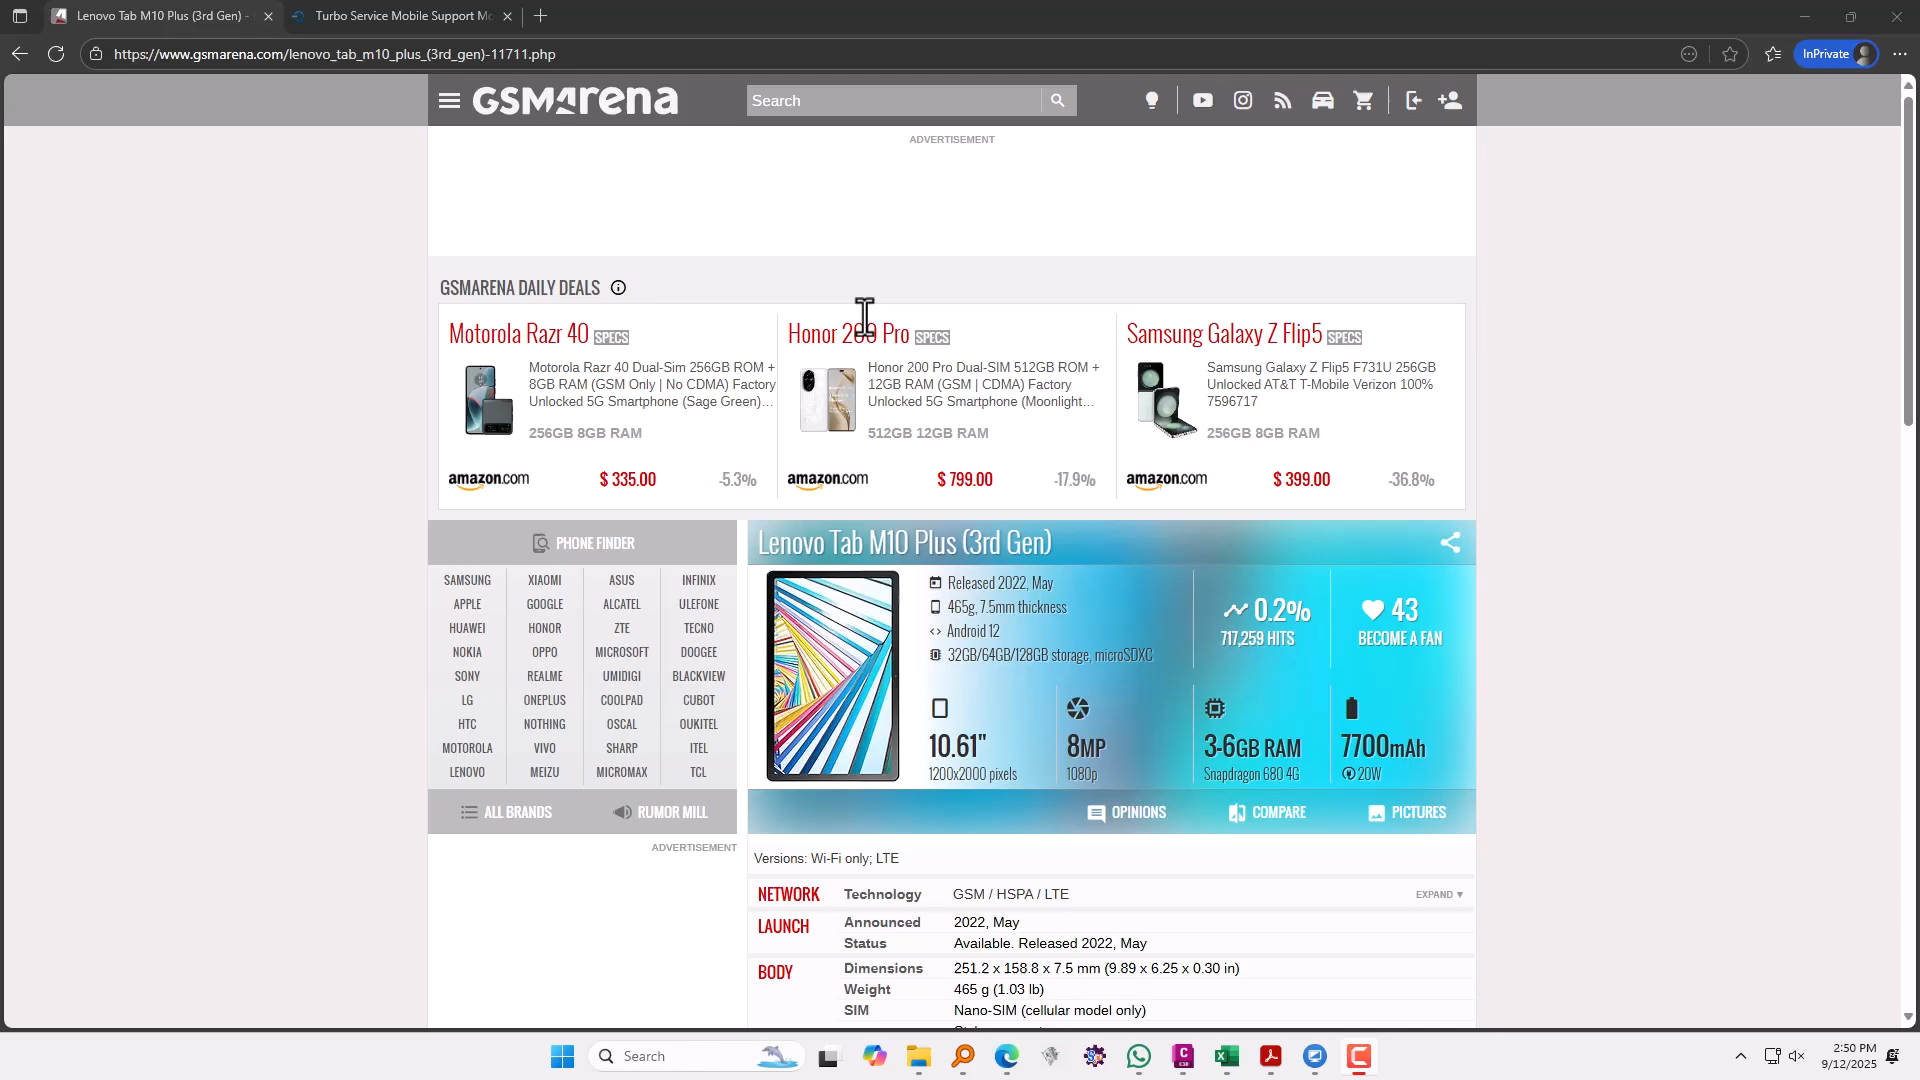 Lenovo Tab M10 Plus (3rd Gen) -
Turbo Service Mobile Support Mo
https://www.gsmarena.com/lenovo_tab_m10_plus_(3rd_gen)-11711.php
InPrivate
GSMArena
Search
ADVERTISEMENT
GSMARENA DAILY DEALS
Motorola Razr 40 SPECS
Motorola Razr 40 Dual-Sim 256GB ROM +
8GB RAM (GSM Only | No CDMA) Factory
Unlocked 5G Smartphone (Sage Green)…
256GB 8GB RAM
amazon.com $ 335.00 -5.3%
Honor 200 Pro SPECS
Honor 200 Pro Dual-SIM 512GB ROM +
12GB RAM (GSM | CDMA) Factory
Unlocked 5G Smartphone (Moonlight…
512GB 12GB RAM
amazon.com $ 799.00 -17.9%
Samsung Galaxy Z Flip5 SPECS
Samsung Galaxy Z Flip5 F731U 256GB
Unlocked AT&T T-Mobile Verizon 100%
7596717
256GB 8GB RAM
amazon.com $ 399.00 -36.8%
PHONE FINDER
SAMSUNG XIAOMI ASUS INFINIX
APPLE GOOGLE ALCATEL ULEFONE
HUAWEI HONOR ZTE TECNO
NOKIA OPPO MICROSOFT DOOGEE
SONY REALME UMIDIGI BLACKVIEW
LG ONEPLUS COOLPAD CUBOT
HTC NOTHING OSCAL OUKITEL
MOTOROLA VIVO SHARP ITEL
LENOVO MEIZU MICROMAX TCL
ALL BRANDS RUMOR MILL
ADVERTISEMENT
Lenovo Tab M10 Plus (3rd Gen)
Released 2022, May
465g, 7.5mm thickness
Android 12
32GB/64GB/128GB storage, microSDXC
0.2%
717,259 HITS
43
BECOME A FAN
10.61"
1200x2000 pixels
8MP
1080p
3-6GB RAM
Snapdragon 680 4G
7700mAh
20W
OPINIONS COMPARE PICTURES
Versions: Wi-Fi only; LTE
NETWORK Technology GSM / HSPA / LTE EXPAND ▼
LAUNCH Announced 2022, May
Status Available. Released 2022, May
BODY Dimensions 251.2 x 158.8 x 7.5 mm (9.89 x 6.25 x 0.30 in)
Weight 465 g (1.03 lb)
SIM Nano-SIM (cellular model only)
Search
2:50 PM
9/12/2025